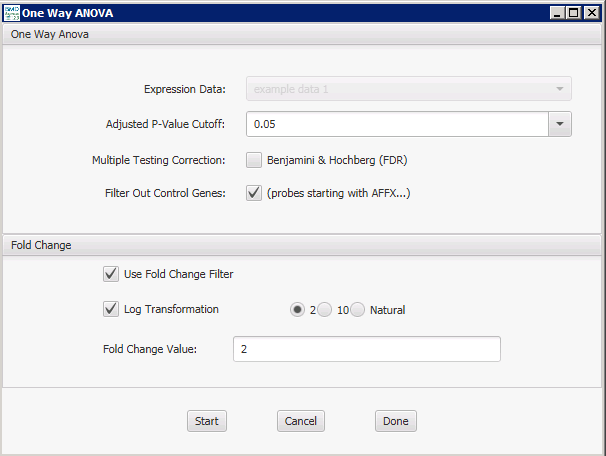 One Way ANOVA
One Way Anova
Expression Data: example data 1
Adjusted P-Value Cutoff: 0.05
Multiple Testing Correction: Benjamini & Hochberg (FDR)
Filter Out Control Genes: (probes starting with AFFX...)
Fold Change
Use Fold Change Filter
Log Transformation 2 10 Natural
Fold Change Value: 2
Start Cancel Done